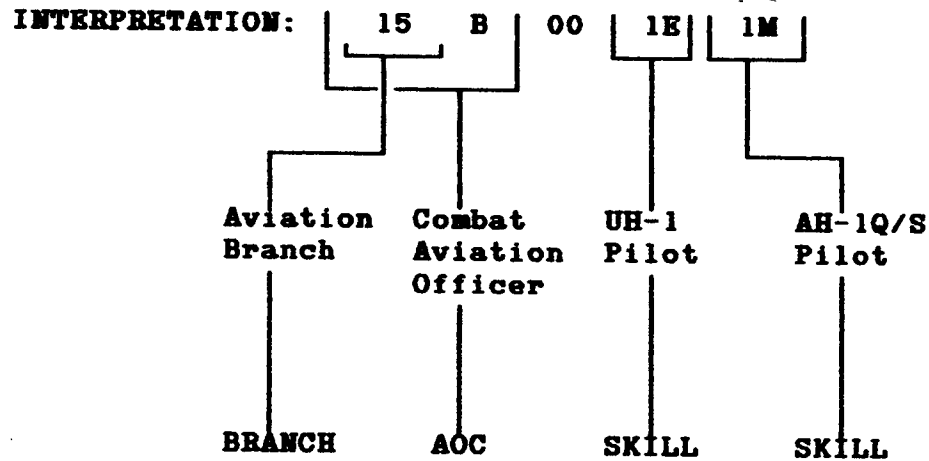 INTERPRETATION: 15 B 00 1E 1M
Aviation Combat UH-1 AH-1Q/S
Branch Aviation Pilot Pilot
Officer
BRANCH AOC SKILL SKILL